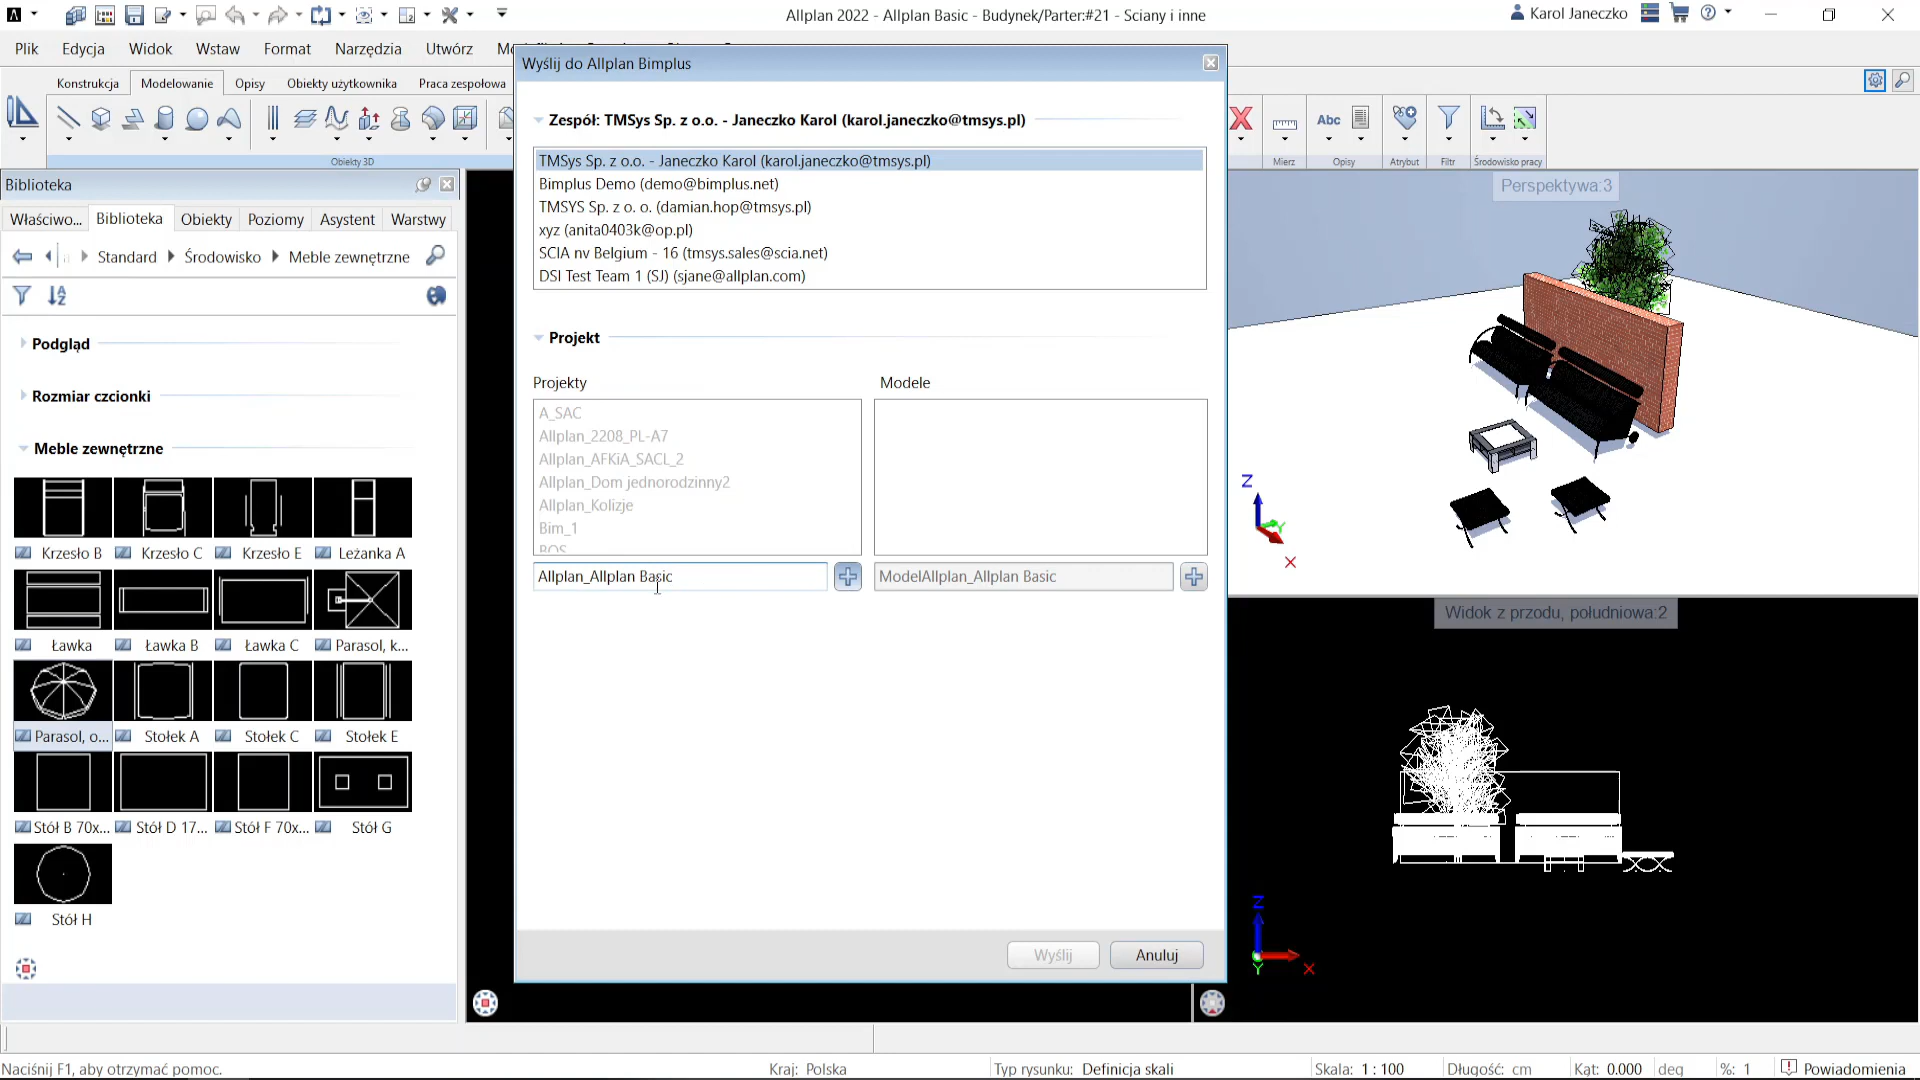 Allplan 2022 - Allplan Basic - Budynek/Parter:#21 - Sciany i inne
Karol Janeczko
Plik Edycja Widok Wstaw Format Narzędzia Utwórz
Konstrukcja Modelowanie Opisy Obiekty użytkownika Praca zespołowa
Obiekty 3D
Abc
Mierz Opisy Atrybut Filtr Środowisko pracy
Biblioteka
Właściwo... Biblioteka Obiekty Poziomy Asystent Warstwy
Standard Środowisko Meble zewnętrzne
Podgląd
Rozmiar czcionki
Meble zewnętrzne
Krzesło B Krzesło C Krzesło E Leżanka A
Ławka Ławka B Ławka C Parasol, k...
Parasol, o... Stołek A Stołek C Stołek E
Stół B 70x... Stół D 17... Stół F 70x... Stół G
Stół H
Wyślij do Allplan Bimplus
Zespół: TMSys Sp. z o.o. - Janeczko Karol (karol.janeczko@tmsys.pl)
TMSys Sp. z o.o. - Janeczko Karol (karol.janeczko@tmsys.pl)
Bimplus Demo (demo@bimplus.net)
TMSYS Sp. z o. o. (damian.hop@tmsys.pl)
xyz (anita0403k@op.pl)
SCIA nv Belgium - 16 (tmsys.sales@scia.net)
DSI Test Team 1 (SJ) (sjane@allplan.com)
Projekt
Projekty Modele
A_SAC
Allplan_2208_PL-A7
Allplan_AFKiA_SACL_2
Allplan_Dom jednorodzinny2
Allplan_Kolizje
Bim_1
BOS
Allplan_Allplan Basic ModelAllplan_Allplan Basic
Wyślij Anuluj
Perspektywa:3
Z
Y
X
Widok z przodu, południowa:2
Z
Y
X
Naciśnij F1, aby otrzymać pomoc. Kraj: Polska Typ rysunku: Definicja skali Skala: 1 : 100 Długość: cm Kąt: 0.000 deg %: 1 Powiadomienia